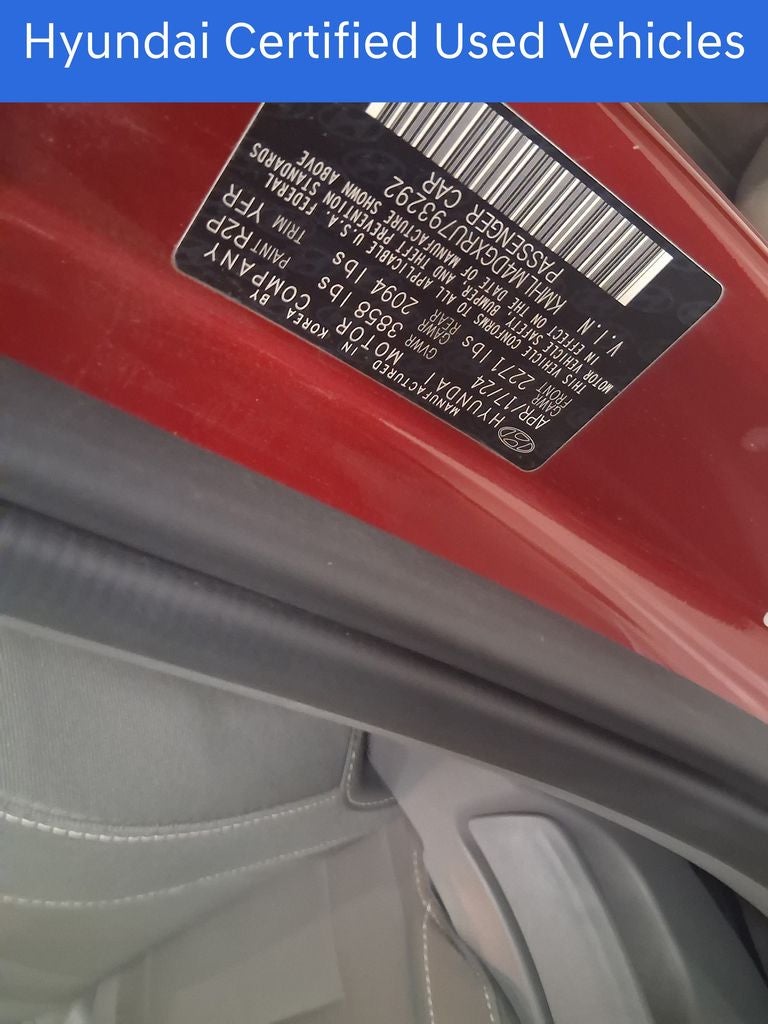 Hyundai Certified Used Vehicles
MANUFACTURED IN KOREA BY
HYUNDAI MOTOR COMPANY
APR/17/24 GVWR 3858 lbs PAINT R2P
GAWR FRONT 2271 lbs GAWR REAR 2094 lbs TRIM YFR
THIS VEHICLE CONFORMS TO ALL APPLICABLE U.S.A. FEDERAL
MOTOR VEHICLE SAFETY BUMPER AND THEFT PREVENTION STANDARDS
IN EFFECT ON THE DATE OF MANUFACTURE SHOWN ABOVE
V.I.N KMHLM4DGXRU793292
PASSENGER CAR